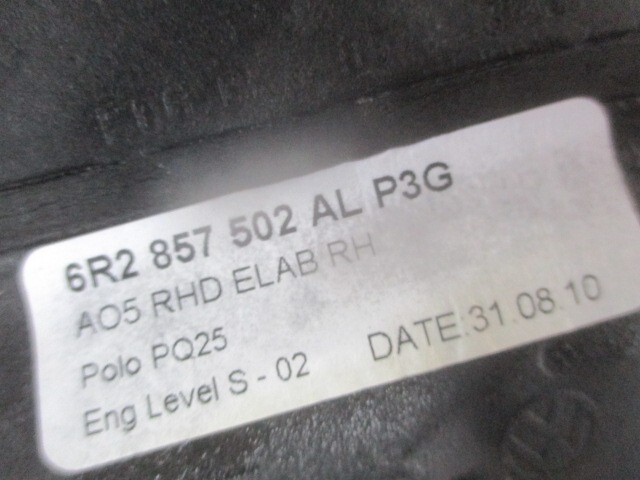 6R2 857 502 AL P3G
AO5 RHD ELAB RH
Polo PQ25
Eng Level S - 02
DATE:31.08.10